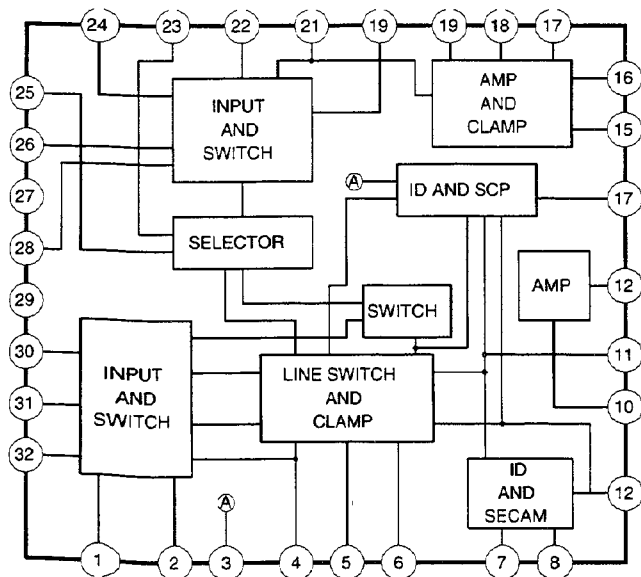 24 23 22 21 19 19 18 17
25
26
27
28
29
30
31
32
16
15
17
12
11
10
12
1 2 3 4 5 6 7 8
INPUT
AND
SWITCH
AMP
AND
CLAMP
A
ID AND SCP
SELECTOR
AMP
SWITCH
INPUT
AND
SWITCH
LINE SWITCH
AND
CLAMP
ID
AND
SECAM
A